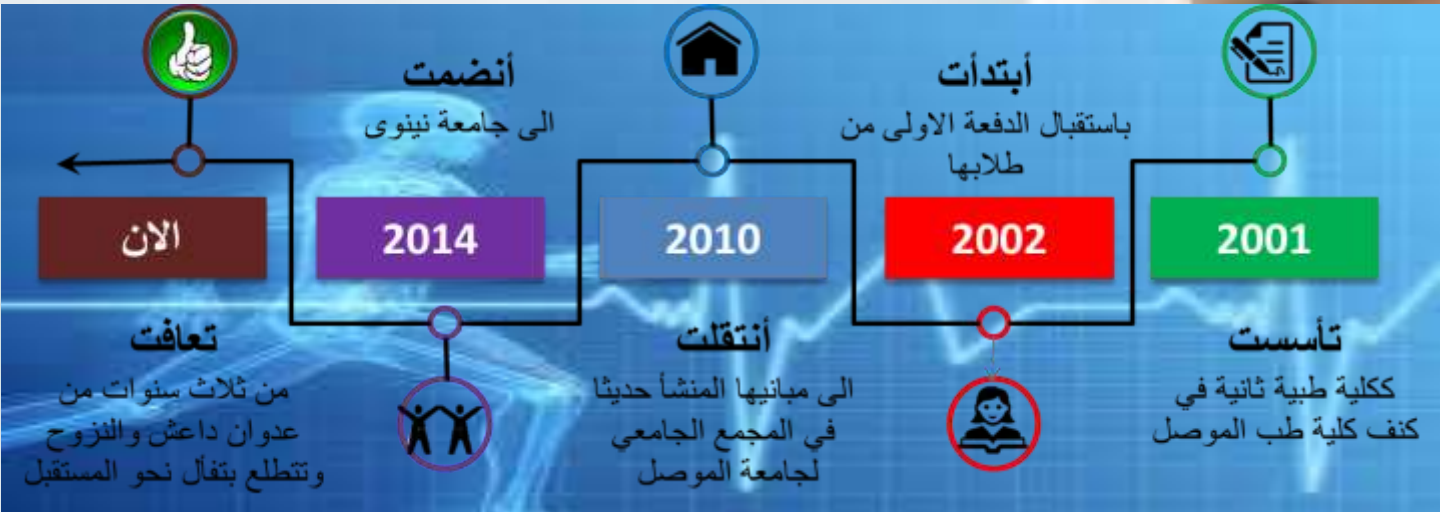 2001
تأسست
ككلية طبية ثانية في
كنف كلية طب الموصل
أبتدأت
باستقبال الدفعة الاولى من
طلابها
2002
2010
أنتقلت
الى مبانيها المنشأ حديثا
في المجمع الجامعي
لجامعة الموصل
أنضمت
الى جامعة نينوى
2014
الان
تعافت
من ثلاث سنوات من
عدوان داعش والنزوح
وتتطلع بتفأل نحو المستقبل